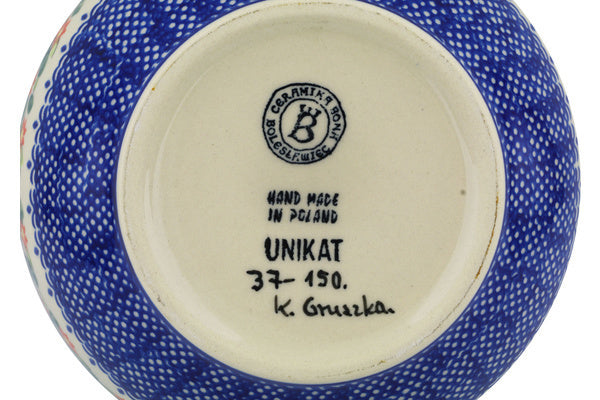 CERAMIKA BONA
BOLESŁAWIEC
B
HAND MADE
IN POLAND
UNIKAT
37-150.
K. Gruszka.